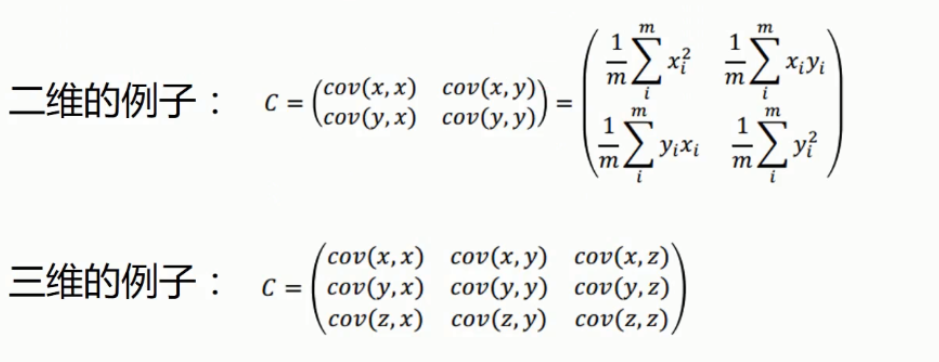 二维的例子： C = (cov(x,x) cov(x,y) cov(y,x) cov(y,y)) = (1/m ∑_i^m x_i^2 1/m ∑_i^m x_i y_i 1/m ∑_i^m y_i x_i 1/m ∑_i^m y_i^2)
三维的例子： C = (cov(x,x) cov(x,y) cov(x,z) cov(y,x) cov(y,y) cov(y,z) cov(z,x) cov(z,y) cov(z,z))